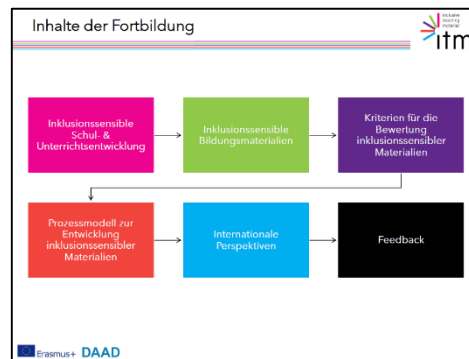 Inhalte der Fortbildung
inclusive
teaching
material
itm
Inklusionssensible
Schul- &
Unterrichtsentwicklung
Inklusionssensible
Bildungsmaterialien
Kriterien für die
Bewertung
inklusionssensibler
Materialien
Prozessmodell zur
Entwicklung
inklusionssensibler
Materialien
Internationale
Perspektiven
Feedback
Erasmus+ DAAD